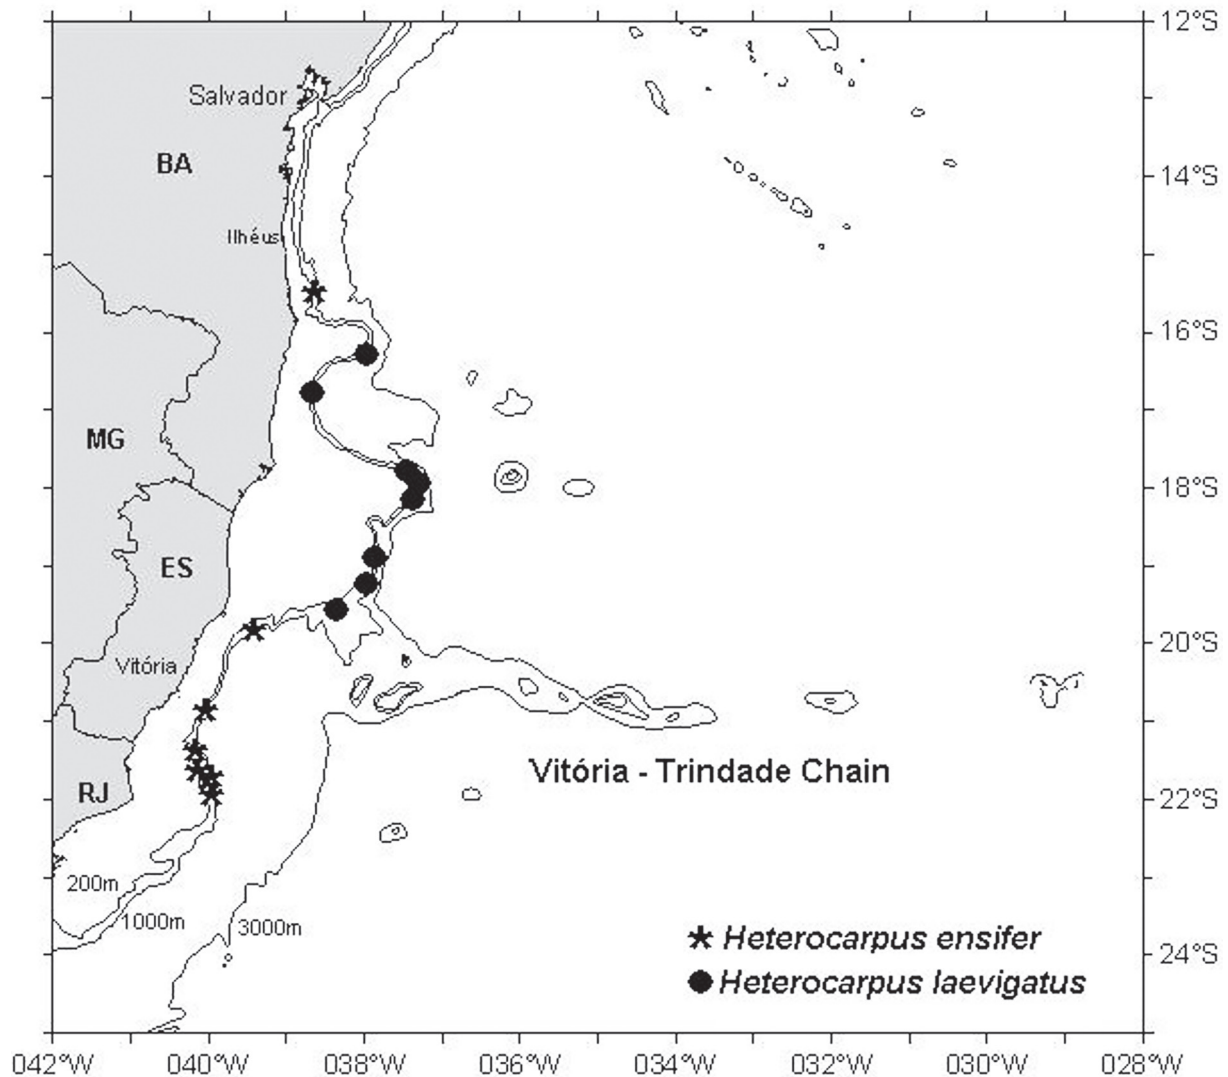 12°S
Salvador
BA
14°S
Ilhéus
16°S
MG
18°S
ES
Vitória
20°S
Vitória - Trindade Chain
RJ
22°S
200m
1000m
3000m
Heterocarpus ensifer
24°S
Heterocarpus laevigatus
042°W 040°W 038°W 036°W 034°W 032°W 030°W 028°W